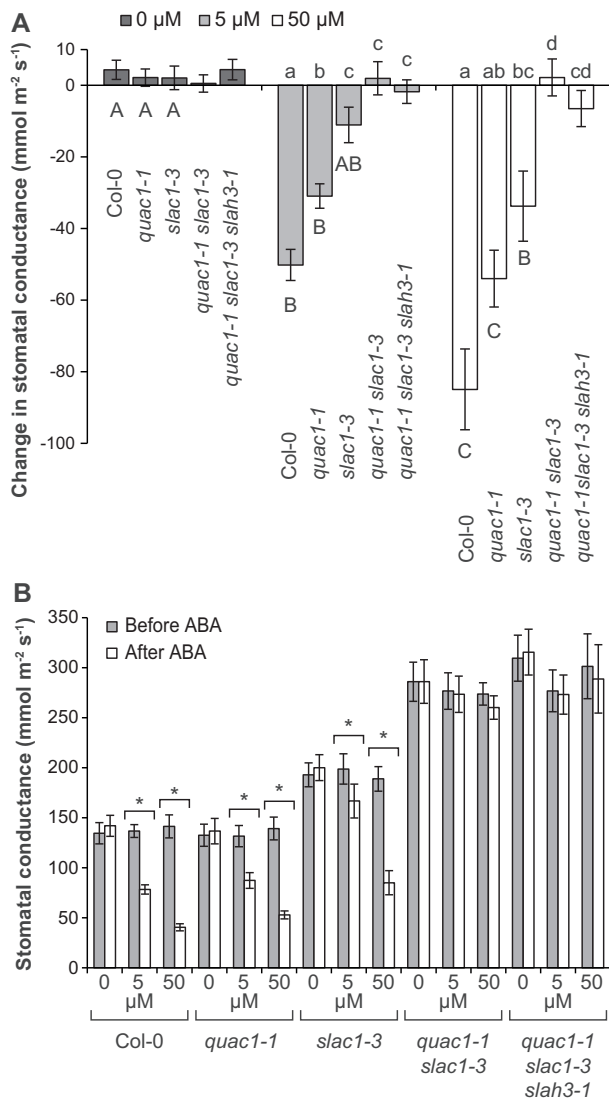 A
0 µM 5 µM 50 µM
Change in stomatal conductance (mmol m⁻² s⁻¹)
10
0
-20
-40
-60
-80
-100
a b c c c a ab bc d cd
A A A B B AB C C B
Col-0
quac1-1
slac1-3
quac1-1 slac1-3
quac1-1 slac1-3 slah3-1
Col-0
quac1-1
slac1-3
quac1-1 slac1-3
quac1-1 slac1-3 slah3-1
Col-0
quac1-1
slac1-3
quac1-1 slac1-3
quac1-1slac1-3 slah3-1
B
Stomatal conductance (mmol m⁻² s⁻¹)
Before ABA
After ABA
350
300
250
200
150
100
50
0
* * * * * *
0 5 50 0 5 50 0 5 50 0 5 50 0 5 50
µM µM µM µM µM
Col-0 quac1-1 slac1-3 quac1-1 quac1-1
slac1-3 slac1-3
slah3-1